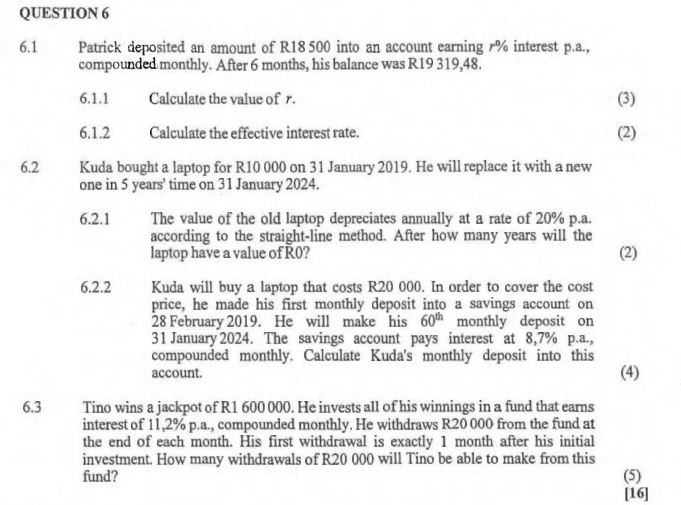 QUESTION 6
6.1 Patrick deposited an amount of R18 500 into an account earning r% interest p.a.,
compounded monthly. After 6 months, his balance was R19 319,48.
6.1.1 Calculate the value of r. (3)
6.1.2 Calculate the effective interest rate. (2)
6.2 Kuda bought a laptop for R10 000 on 31 January 2019. He will replace it with a new
one in 5 years' time on 31 January 2024.
6.2.1 The value of the old laptop depreciates annually at a rate of 20% p.a.
according to the straight-line method. After how many years will the
laptop have a value of R0? (2)
6.2.2 Kuda will buy a laptop that costs R20 000. In order to cover the cost
price, he made his first monthly deposit into a savings account on
28 February 2019. He will make his 60th monthly deposit on
31 January 2024. The savings account pays interest at 8,7% p.a.,
compounded monthly. Calculate Kuda's monthly deposit into this
account. (4)
6.3 Tino wins a jackpot of R1 600 000. He invests all of his winnings in a fund that earns
interest of 11,2% p.a., compounded monthly. He withdraws R20 000 from the fund at
the end of each month. His first withdrawal is exactly 1 month after his initial
investment. How many withdrawals of R20 000 will Tino be able to make from this
fund? (5)
[16]